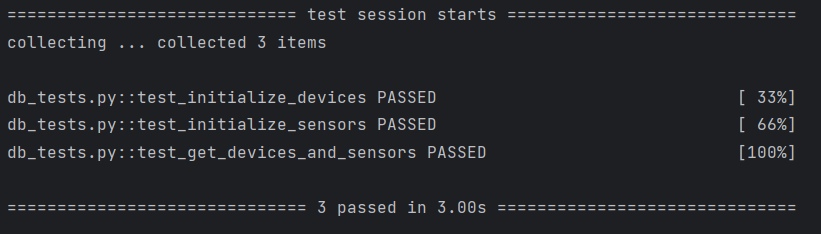 ============================= test session starts =============================
collecting ... collected 3 items
db_tests.py::test_initialize_devices PASSED [ 33%]
db_tests.py::test_initialize_sensors PASSED [ 66%]
db_tests.py::test_get_devices_and_sensors PASSED [100%]
============================== 3 passed in 3.00s ==============================